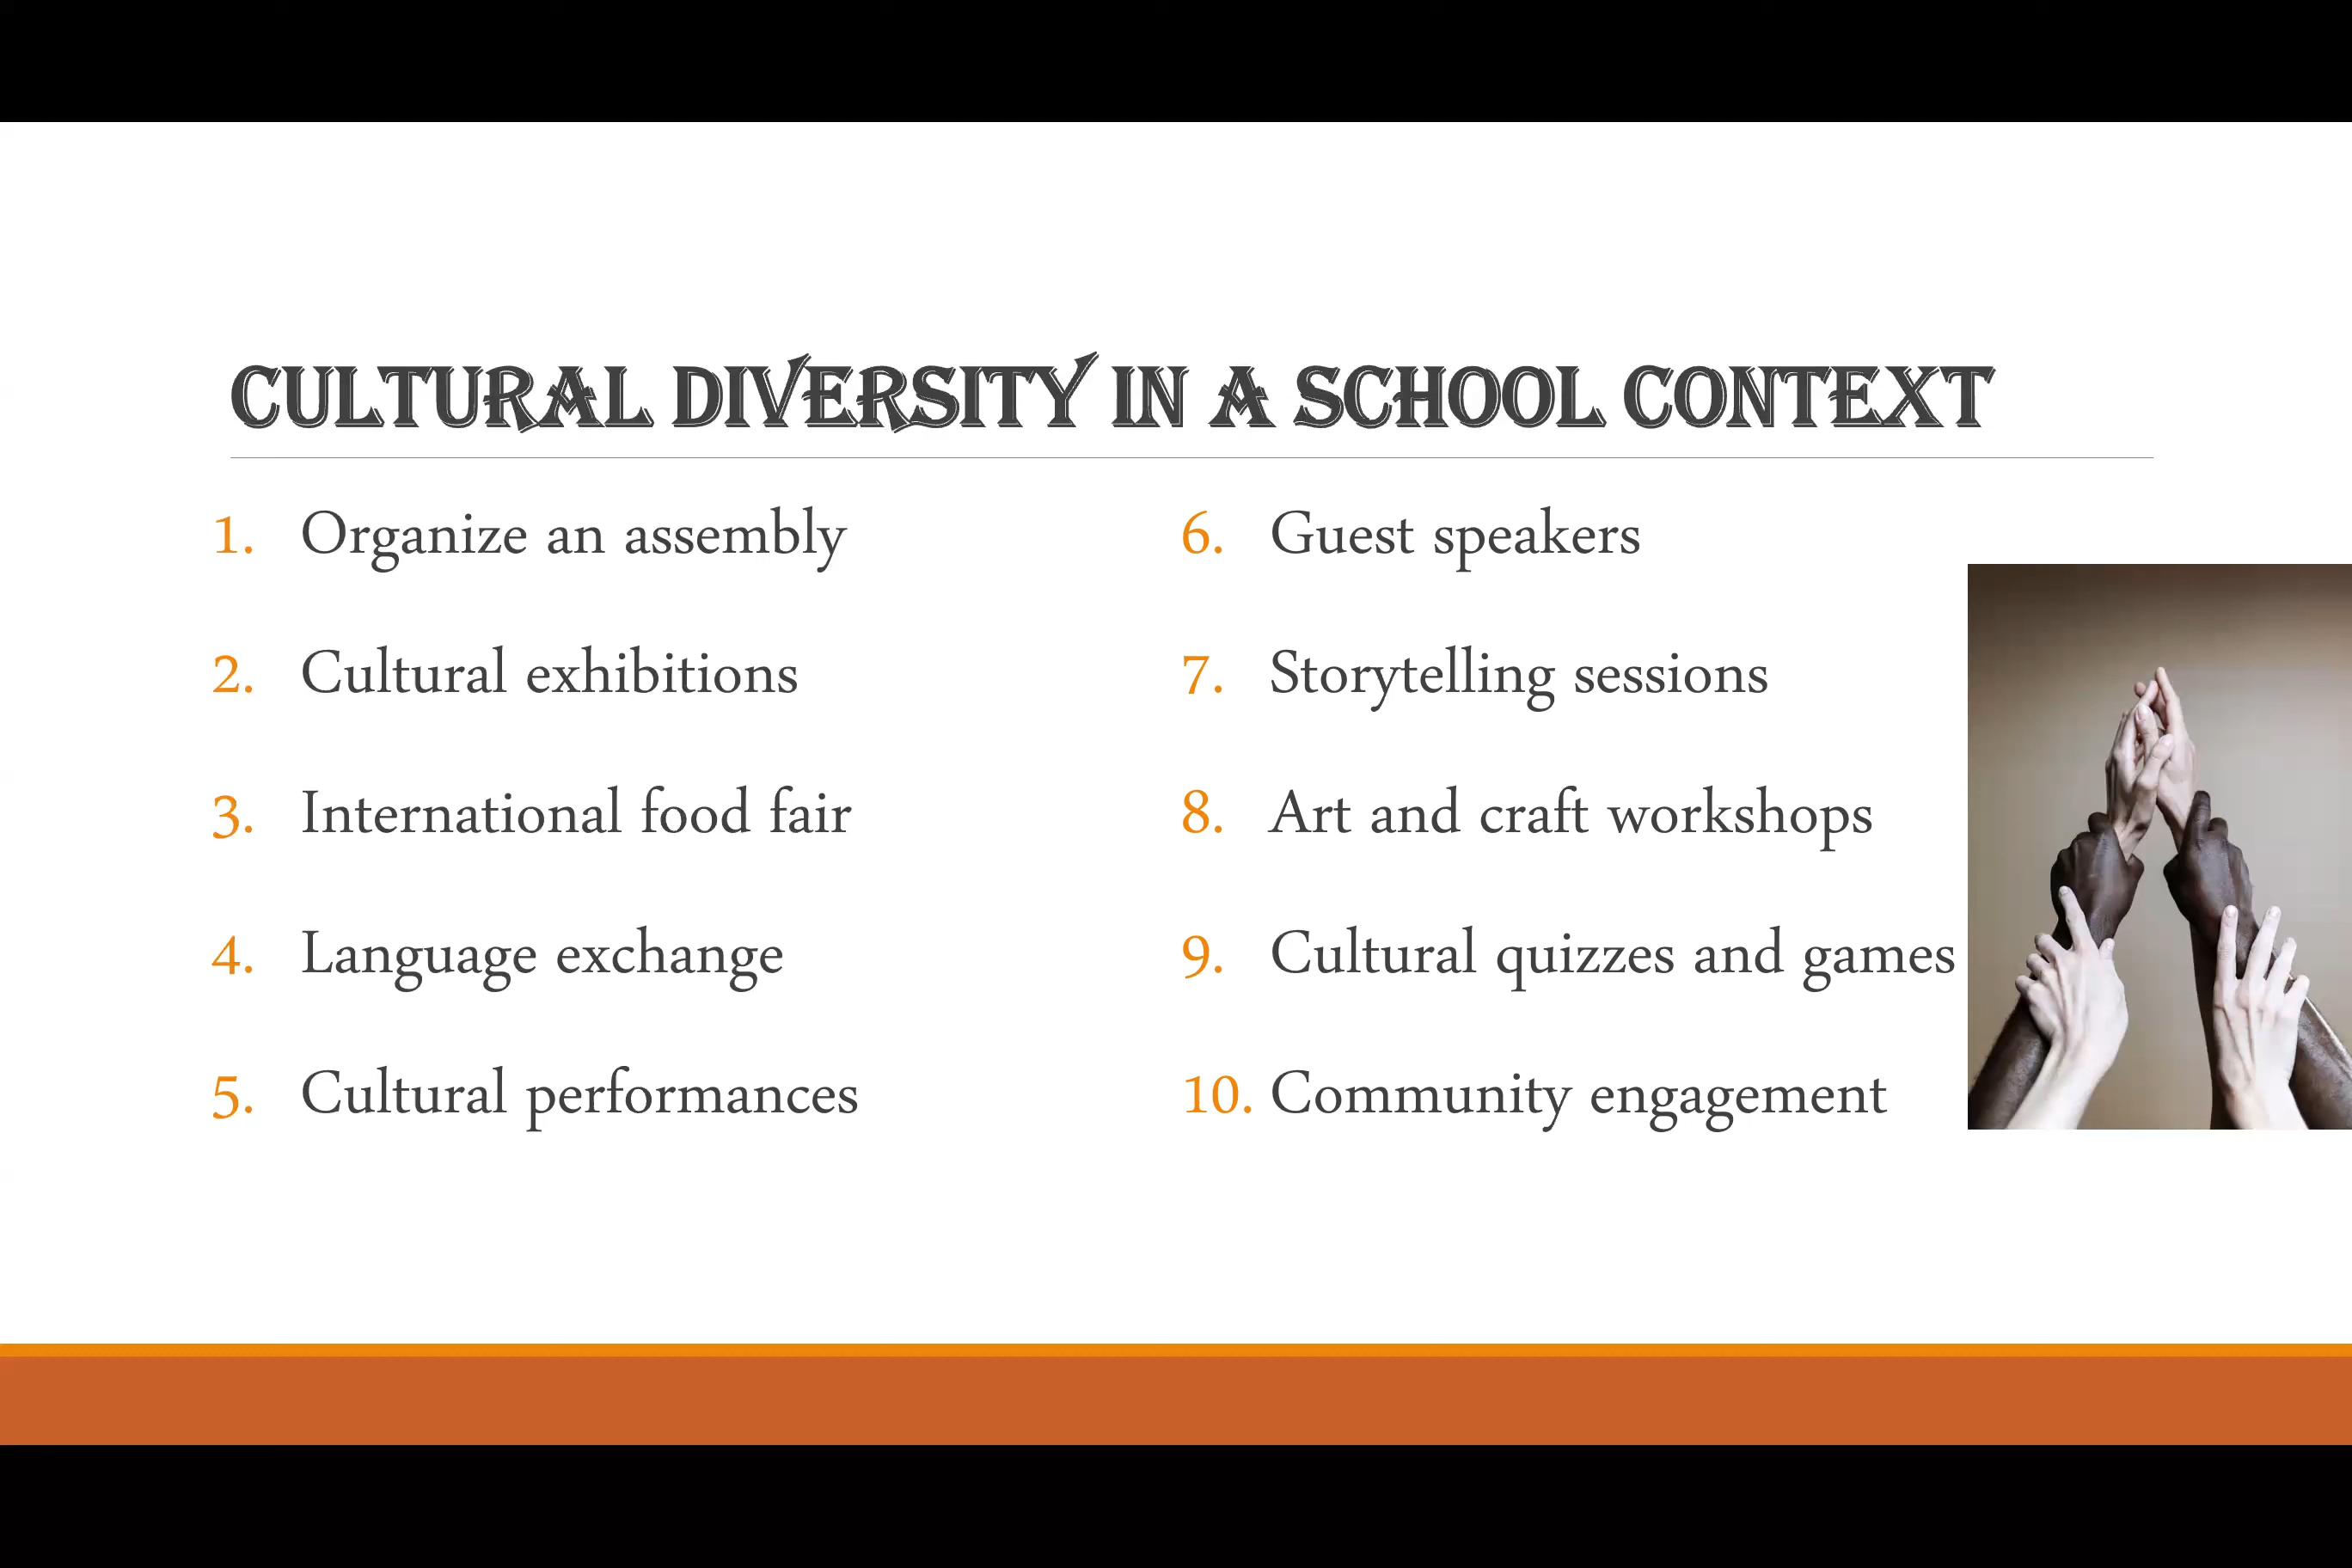 CULTURAL DIVERSITY IN A SCHOOL CONTEXT
1. Organize an assembly
2. Cultural exhibitions
3. International food fair
4. Language exchange
5. Cultural performances
6. Guest speakers
7. Storytelling sessions
8. Art and craft workshops
9. Cultural quizzes and games
10. Community engagement